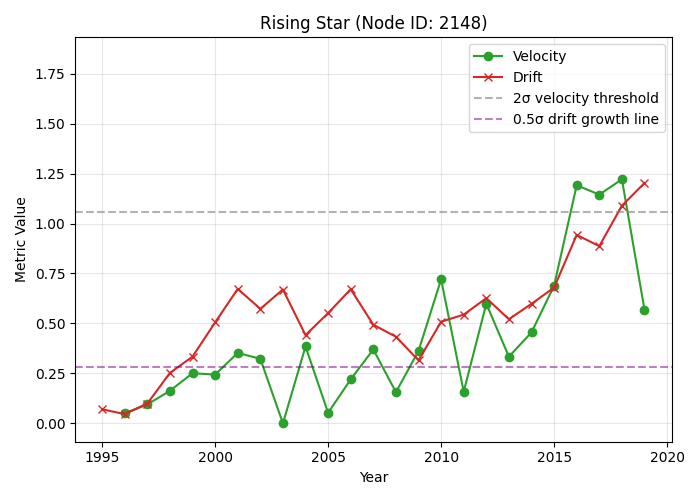 Rising Star (Node ID: 2148)
Velocity
Drift
2σ velocity threshold
0.5σ drift growth line
Metric Value
1.75
1.50
1.25
1.00
0.75
0.50
0.25
0.00
1995
2000
2005
2010
2015
2020
Year